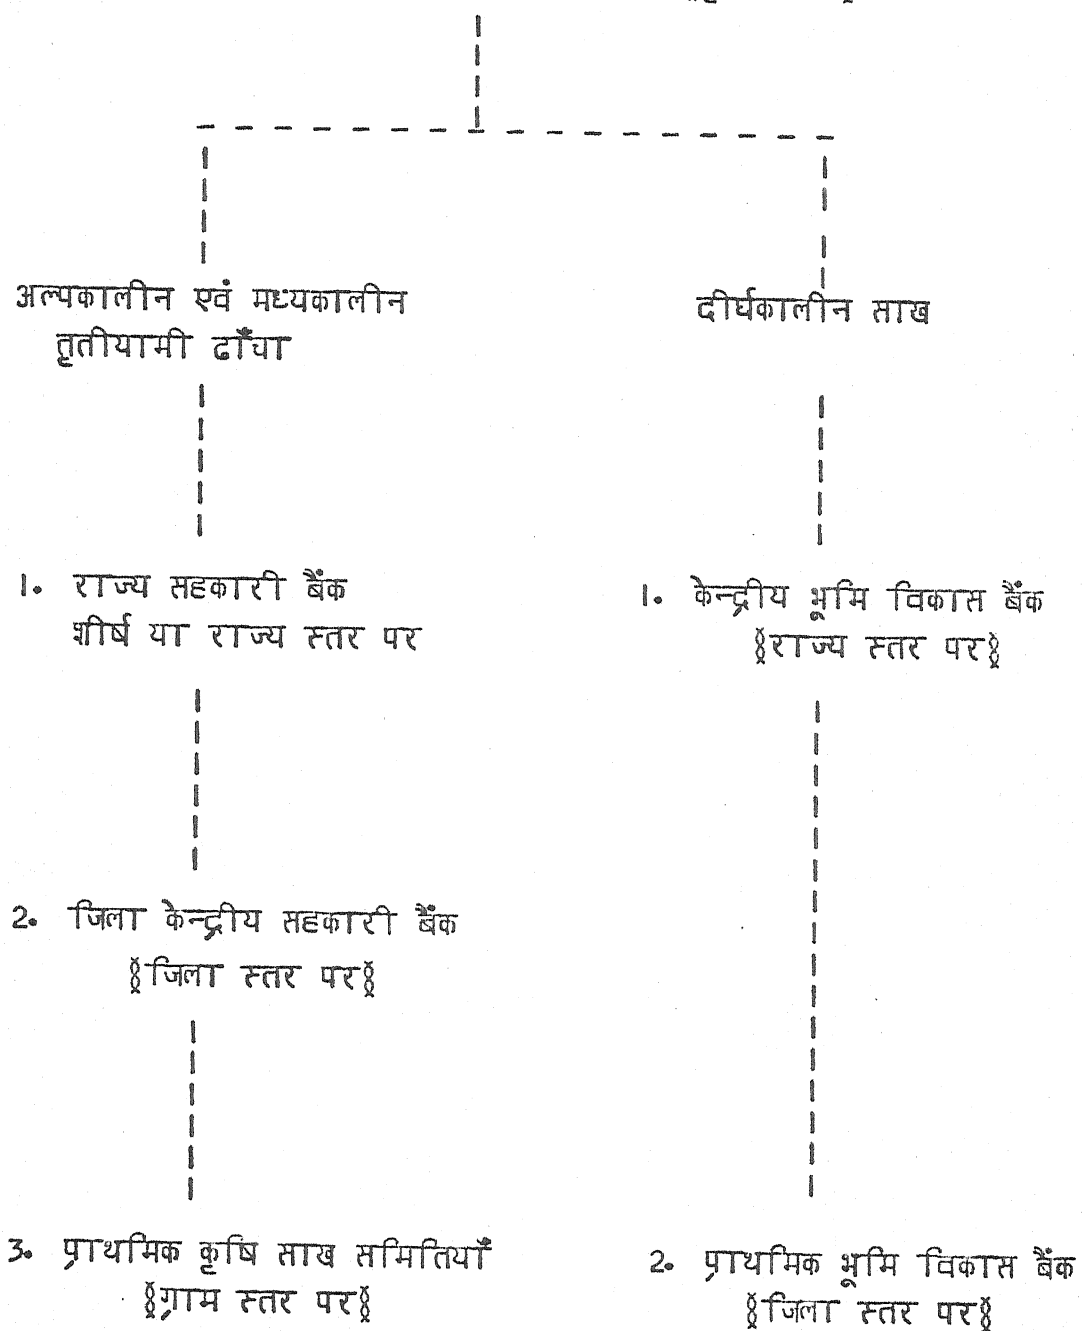 अल्पकालीन एवं मध्यकालीन
तृतीयामी ढाँचा
1. राज्य सहकारी बैंक
शीर्ष या राज्य स्तर पर
2. जिला केन्द्रीय सहकारी बैंक
§जिला स्तर पर§
3. प्राथमिक कृषि साख समितियाँ
§ग्राम स्तर पर§
दीर्घकालीन साख
1. केन्द्रीय भूमि विकास बैंक
§राज्य स्तर पर§
2. प्राथमिक भूमि विकास बैंक
§जिला स्तर पर§